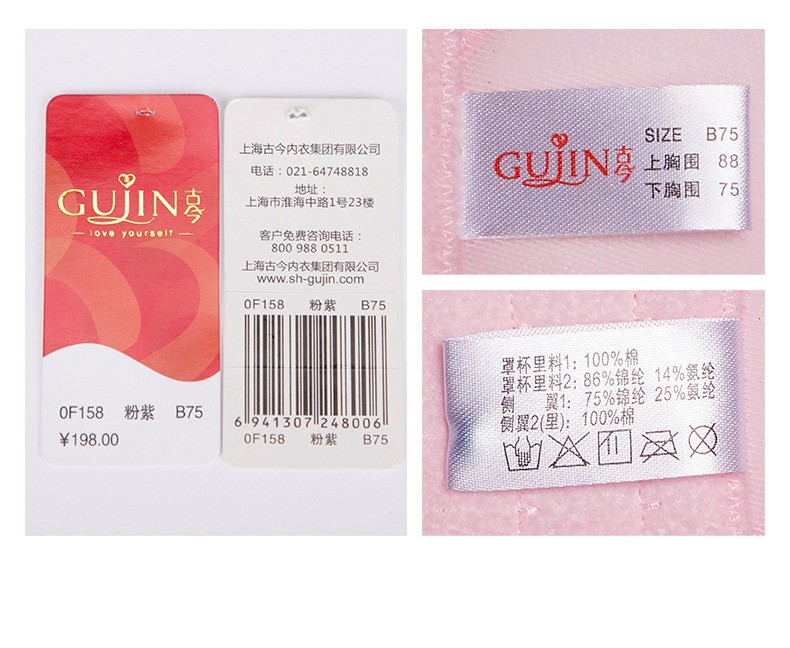 GUJIN古今
love yourself
0F158 粉紫 B75
¥198.00
上海古今内衣集团有限公司
电话：021-64748818
地址：
上海市淮海中路1号23楼
客户免费咨询电话：
800 988 0511
上海古今内衣集团有限公司
www.sh-gujin.com
0F158 粉紫 B75
6 941307 248006
0F158 粉紫 B75
GUJIN古今
SIZE B75
上胸围 88
下胸围 75
罩杯里料1: 100%棉
罩杯里料2: 86%锦纶 14%氨纶
侧 翼1: 75%锦纶 25%氨纶
侧翼2(里): 100%棉